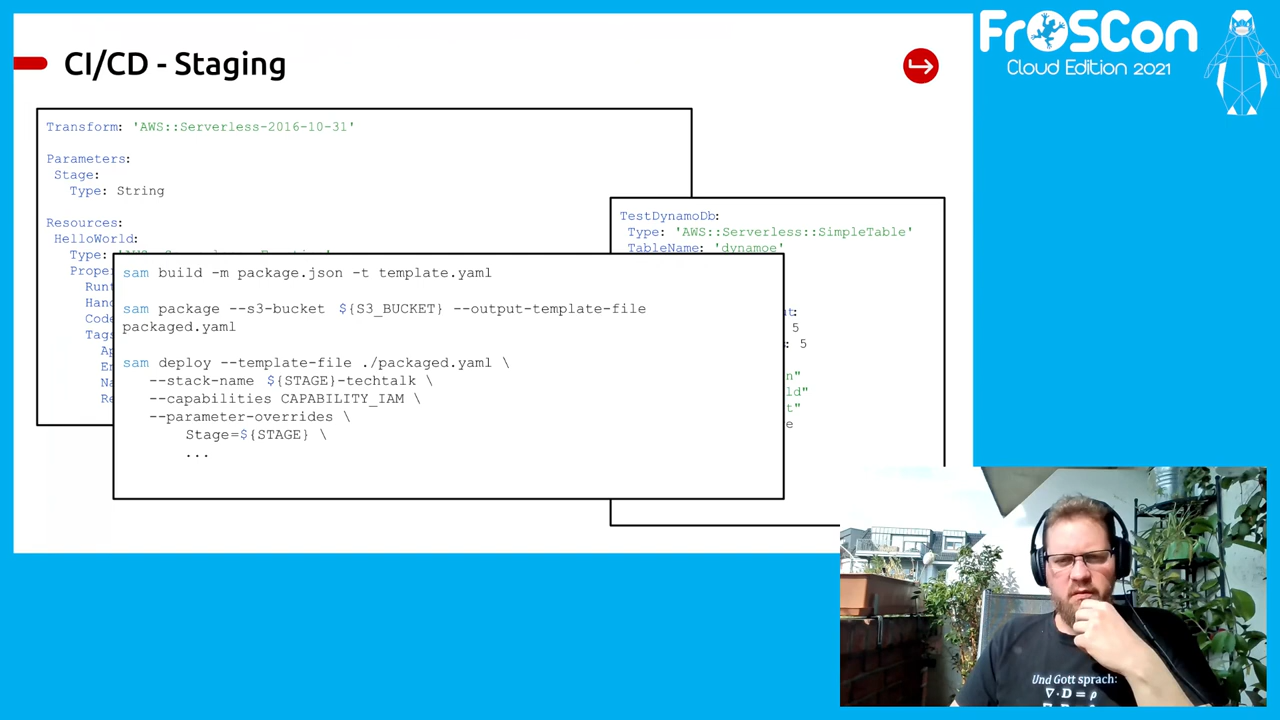 CI/CD - Staging
FrOSCon
Cloud Edition 2021
Transform: 'AWS::Serverless-2016-10-31'
Parameters:
Stage:
Type: String
Resources:
HelloWorld:
Type:
TestDynamoDb:
Type: 'AWS::Serverless::SimpleTable'
TableName: 'dynamoe'
: 5
sam build -m package.json -t template.yaml
sam package --s3-bucket ${S3_BUCKET} --output-template-file
packaged.yaml
sam deploy --template-file ./packaged.yaml \
--stack-name ${STAGE}-techtalk \
--capabilities CAPABILITY_IAM \
--parameter-overrides \
Stage=${STAGE} \
...
Und Gott sprach:
∇·D = ρ